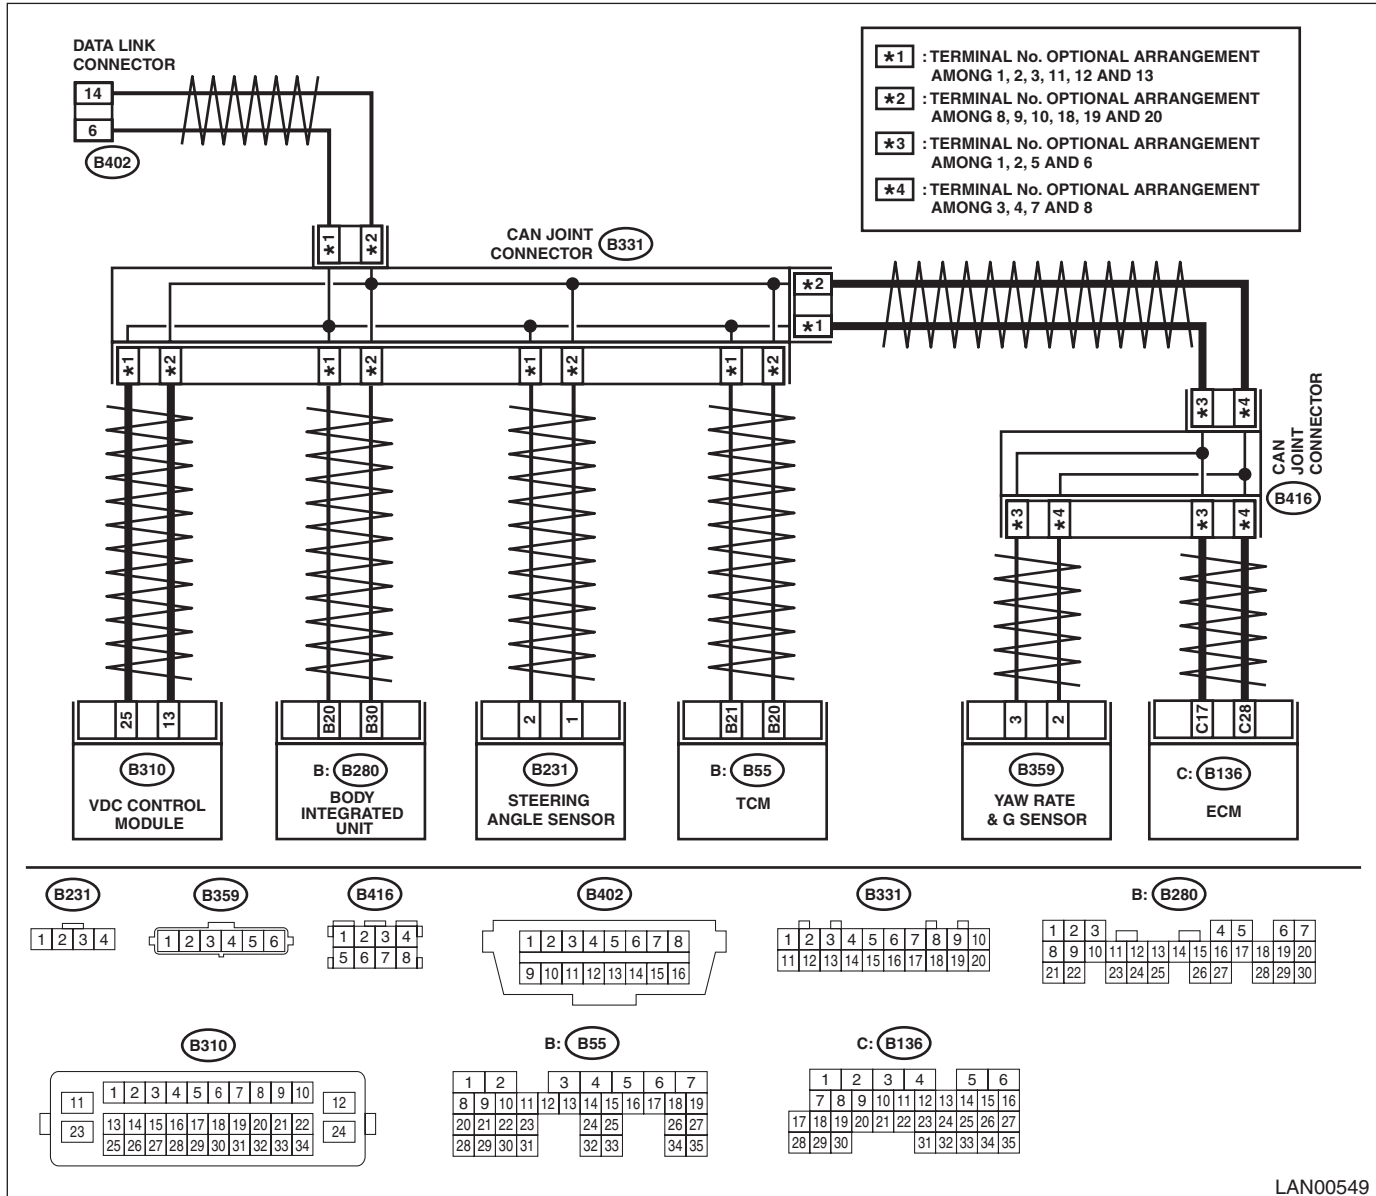 DATA LINK
CONNECTOR
14
6
B402
*1 : TERMINAL No. OPTIONAL ARRANGEMENT
AMONG 1, 2, 3, 11, 12 AND 13
*2 : TERMINAL No. OPTIONAL ARRANGEMENT
AMONG 8, 9, 10, 18, 19 AND 20
*3 : TERMINAL No. OPTIONAL ARRANGEMENT
AMONG 1, 2, 5 AND 6
*4 : TERMINAL No. OPTIONAL ARRANGEMENT
AMONG 3, 4, 7 AND 8
*1 *2
CAN JOINT
CONNECTOR
B331
*2
*1
*1 *2 *1 *2 *1 *2 *1 *2
*3 *4
CAN
JOINT
CONNECTOR
B416
*3 *4 *3 *4
25 13
B310
VDC CONTROL
MODULE
B20 B30
B: B280
BODY
INTEGRATED
UNIT
2 1
B231
STEERING
ANGLE SENSOR
B21 B20
B: B55
TCM
3 2
B359
YAW RATE
& G SENSOR
C17 C28
C: B136
ECM
B231
1 2 3 4
B359
1 2 3 4 5 6
B416
1 2 3 4
5 6 7 8
B402
1 2 3 4 5 6 7 8
9 10 11 12 13 14 15 16
B331
1 2 3 4 5 6 7 8 9 10
11 12 13 14 15 16 17 18 19 20
B: B280
1 2 3 4 5 6 7
8 9 10 11 12 13 14 15 16 17 18 19 20
21 22 23 24 25 26 27 28 29 30
B310
1 2 3 4 5 6 7 8 9 10
11 12
13 14 15 16 17 18 19 20 21 22
23 24
25 26 27 28 29 30 31 32 33 34
B: B55
1 2 3 4 5 6 7
8 9 10 11 12 13 14 15 16 17 18 19
20 21 22 23 24 25 26 27
28 29 30 31 32 33 34 35
C: B136
1 2 3 4 5 6
7 8 9 10 11 12 13 14 15 16
17 18 19 20 21 22 23 24 25 26 27
28 29 30 31 32 33 34 35
LAN00549